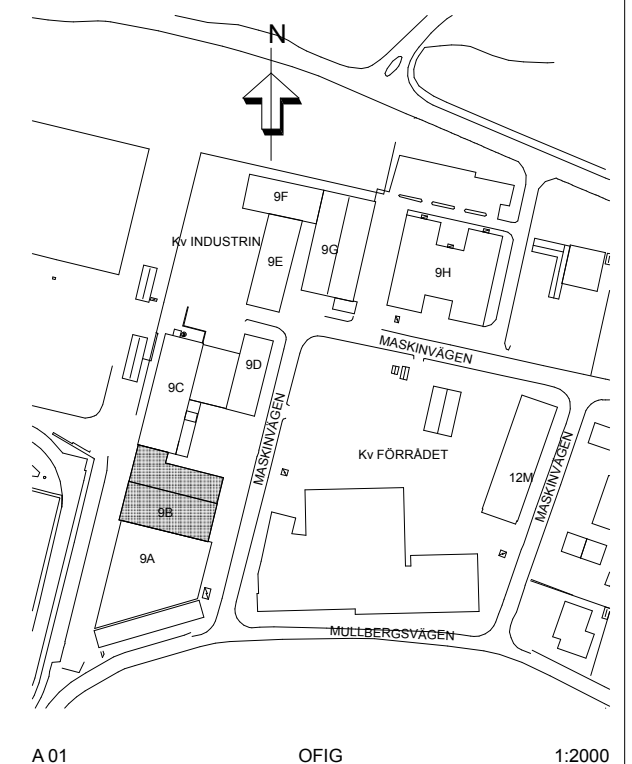 N
9F
Kv INDUSTRIN
9G
9E
9H
MASKINVÄGEN
9D
9C
MASKINVÄGEN
Kv FÖRRÅDET
12M
MASKINVÄGEN
9B
9A
MULLBERGSVÄGEN
A 01 OFIG 1:2000